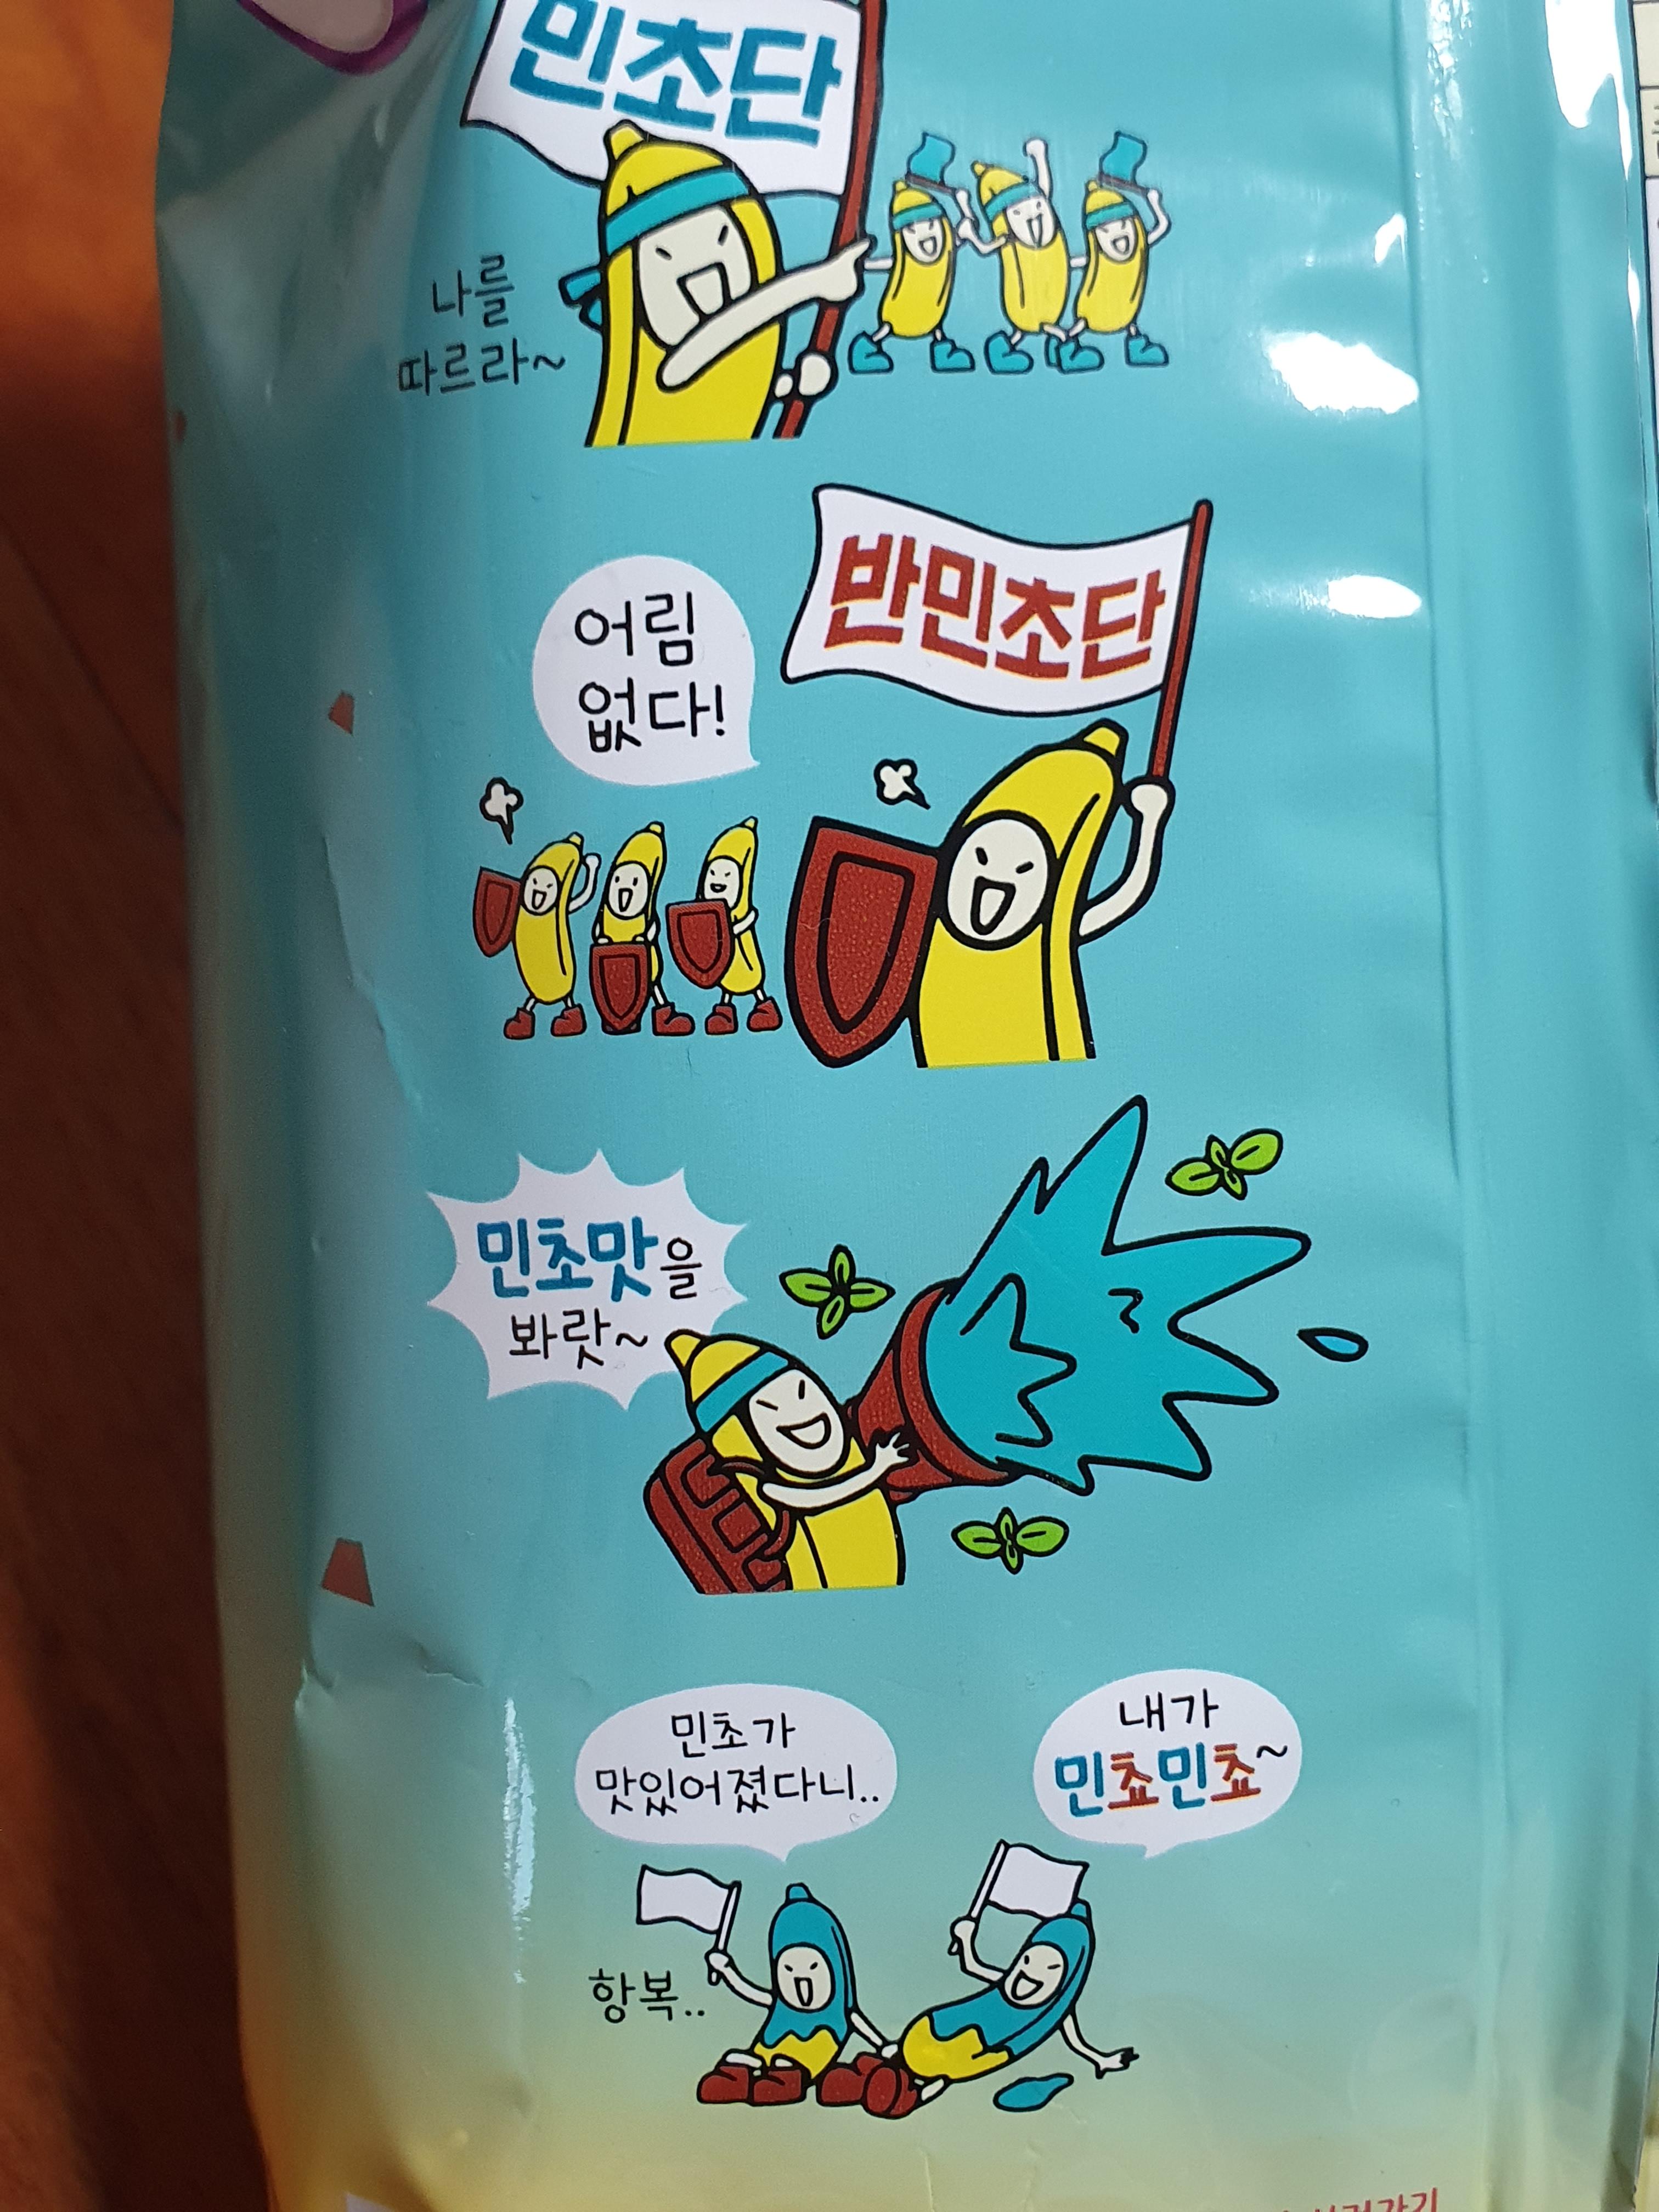 민초단
나를
따르라~
반민초단
어림
없다!
민초맛을
봐랏~
민초가
맛있어졌다니..
내가
민쵸민쵸~
항복..